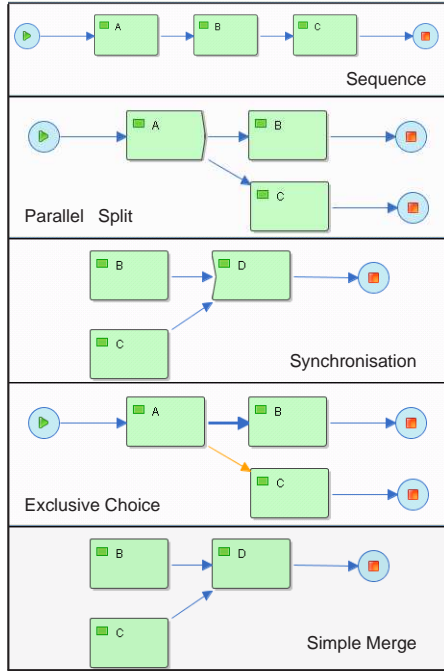 A B C
Sequence
A B
C
Parallel Split
B D
C
Synchronisation
A B
C
Exclusive Choice
B D
C
Simple Merge